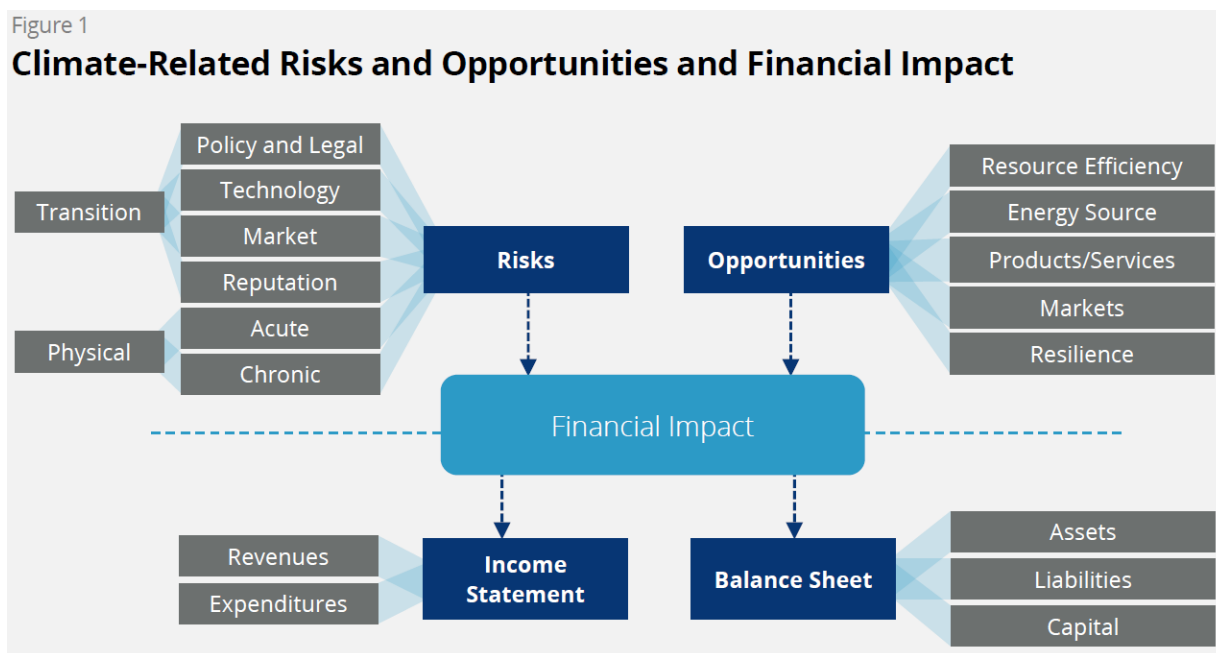 Figure 1
Climate-Related Risks and Opportunities and Financial Impact
Transition
Policy and Legal
Technology
Market
Reputation
Physical
Acute
Chronic
Risks
Opportunities
Resource Efficiency
Energy Source
Products/Services
Markets
Resilience
Financial Impact
Revenues
Expenditures
Income
Statement
Balance Sheet
Assets
Liabilities
Capital